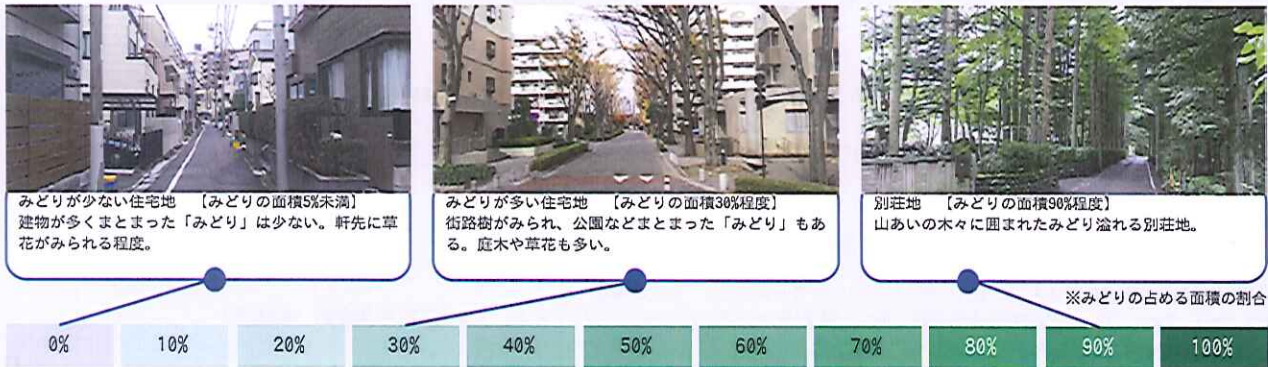 みどりが少ない住宅地 【みどりの面積5%未満】
建物が多くまとまった「みどり」は少ない。軒先に草
花がみられる程度。
みどりが多い住宅地 【みどりの面積30%程度】
街路樹がみられ、公園などまとまった「みどり」もあ
る。庭木や草花も多い。
別荘地 【みどりの面積90%程度】
山あいの木々に囲まれたみどり溢れる別荘地。
※みどりの占める面積の割合
0% 10% 20% 30% 40% 50% 60% 70% 80% 90% 100%